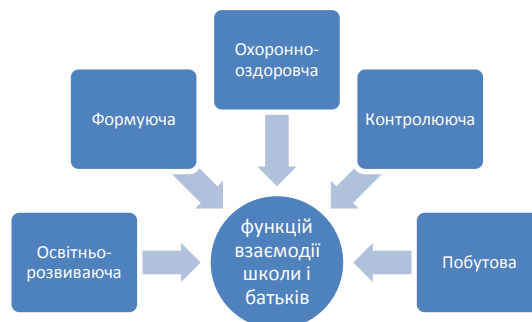 Охоронно-
оздоровча
Формуюча
Контролююча
Освітньо-
розвиваюча
функцій
взаємодії
школи і
батьків
Побутова